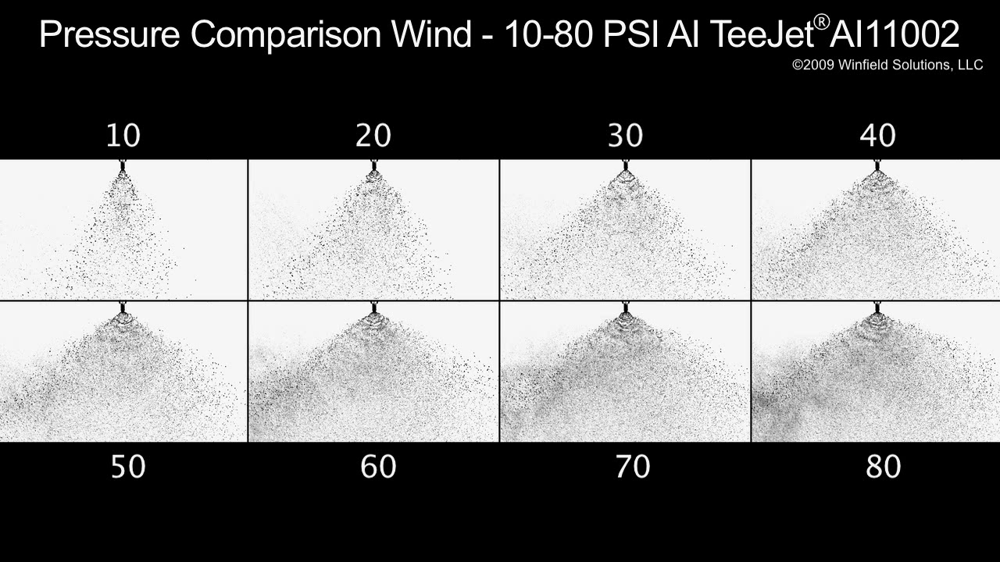 Pressure Comparison Wind - 10-80 PSI AI TeeJet®AI11002
©2009 Winfield Solutions, LLC
10 20 30 40
50 60 70 80